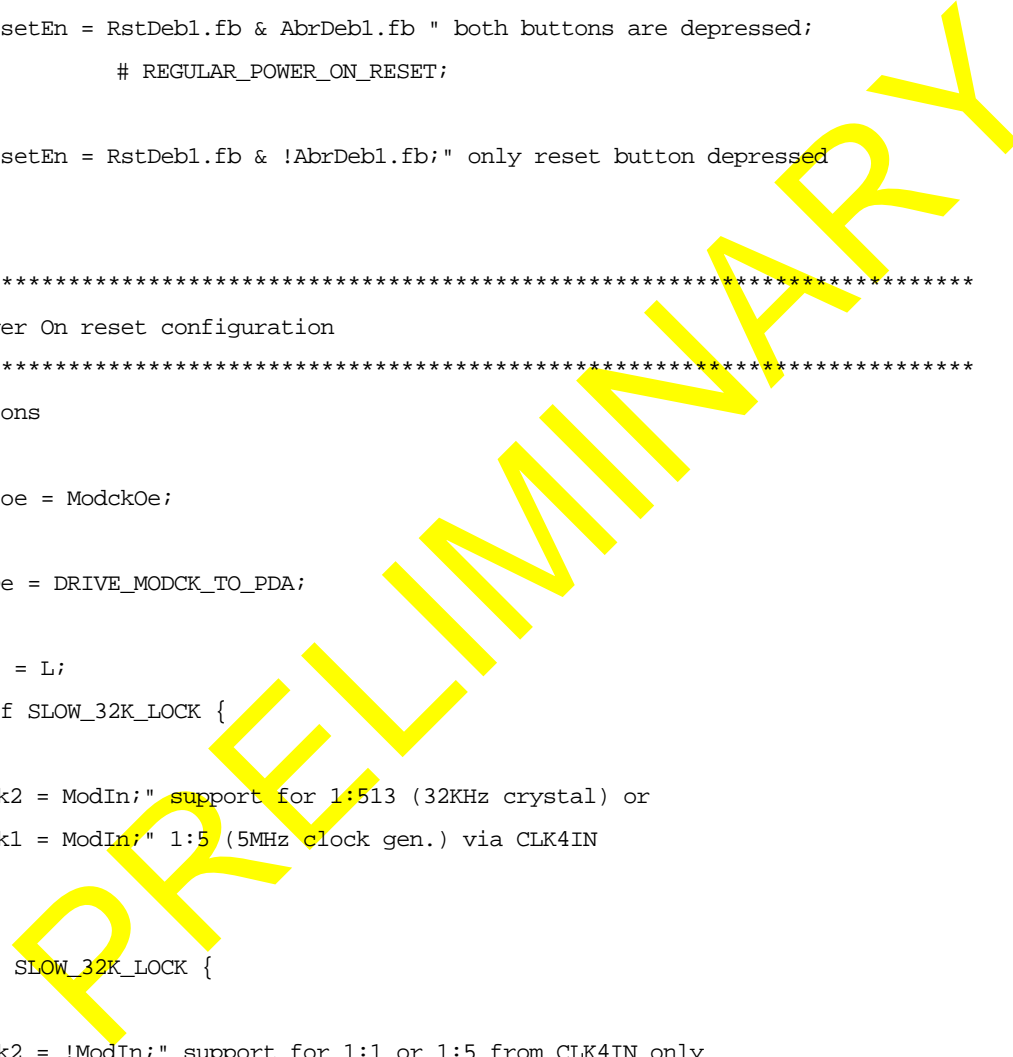 setEn = RstDeb1.fb & AbrDeb1.fb " both buttons are depressed;
# REGULAR_POWER_ON_RESET;
setEn = RstDeb1.fb & !AbrDeb1.fb;" only reset button depressed
*************************************************************************
er On reset configuration
*************************************************************************
ons
oe = ModckOe;
e = DRIVE_MODCK_TO_PDA;
= L;
f SLOW_32K_LOCK {
k2 = ModIn;" support for 1:513 (32KHz crystal) or
k1 = ModIn;" 1:5 (5MHz clock gen.) via CLK4IN
SLOW_32K_LOCK {
k2 = !ModIn;" support for 1:1 or 1:5 from CLK4IN only
PRELIMINARY